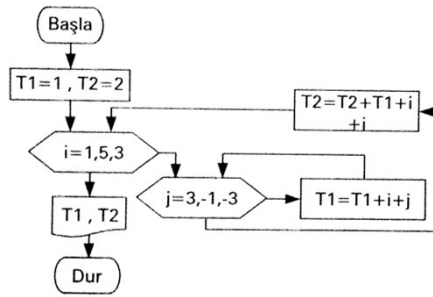 Başla
T1=1 , T2=2
T2=T2+T1+i
+j
i=1,5,3
j=3,-1,-3
T1=T1+i+j
T1 , T2
Dur